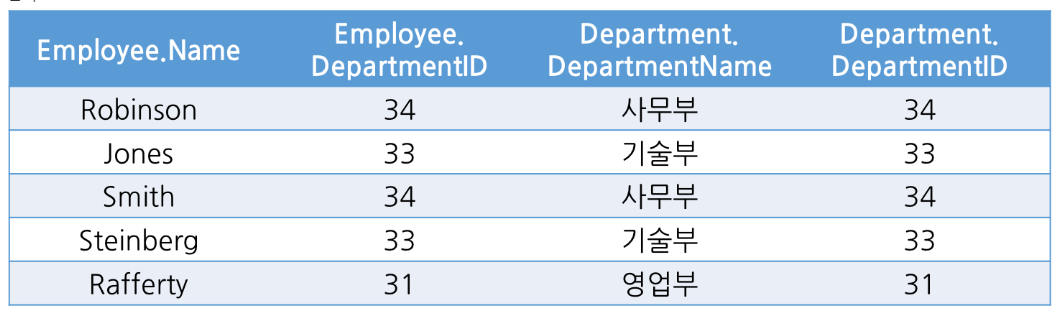 Employee.Name Employee. DepartmentID Department. DepartmentName Department. DepartmentID
Robinson 34 사무부 34
Jones 33 기술부 33
Smith 34 사무부 34
Steinberg 33 기술부 33
Rafferty 31 영업부 31